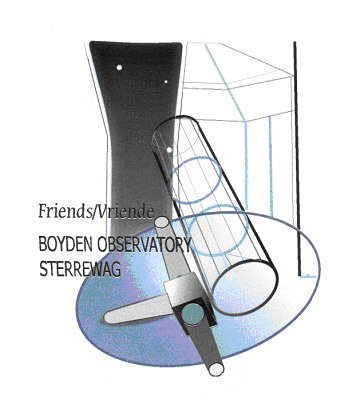 Friends/Vriende
BOYDEN OBSERVATORY
STERREWAG